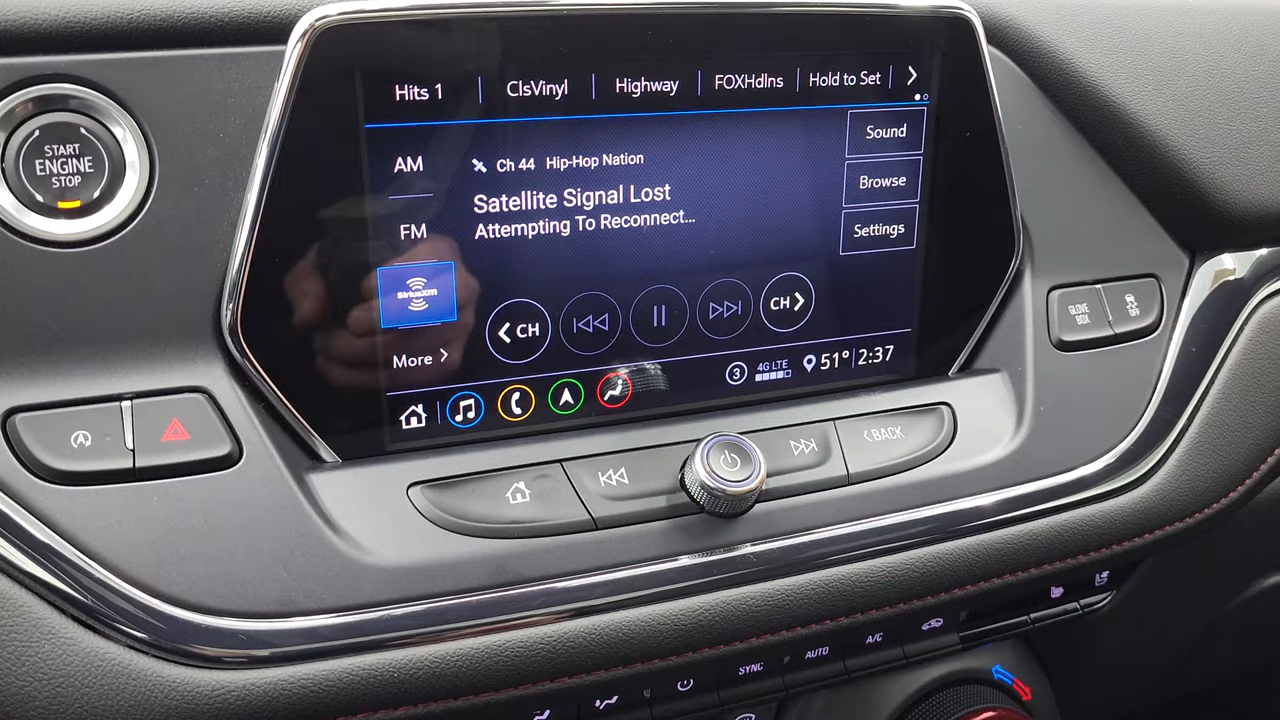 START
ENGINE
STOP
Hits 1
ClsVinyl
Highway
FOXHdlns
Hold to Set
AM
FM
SiriusXM
More
Ch 44 Hip-Hop Nation
Satellite Signal Lost
Attempting To Reconnect...
Sound
Browse
Settings
CH
CH
3
4G LTE
51°
2:37
BACK
GLOVE
BOX
OFF
A
SYNC
AUTO
A/C